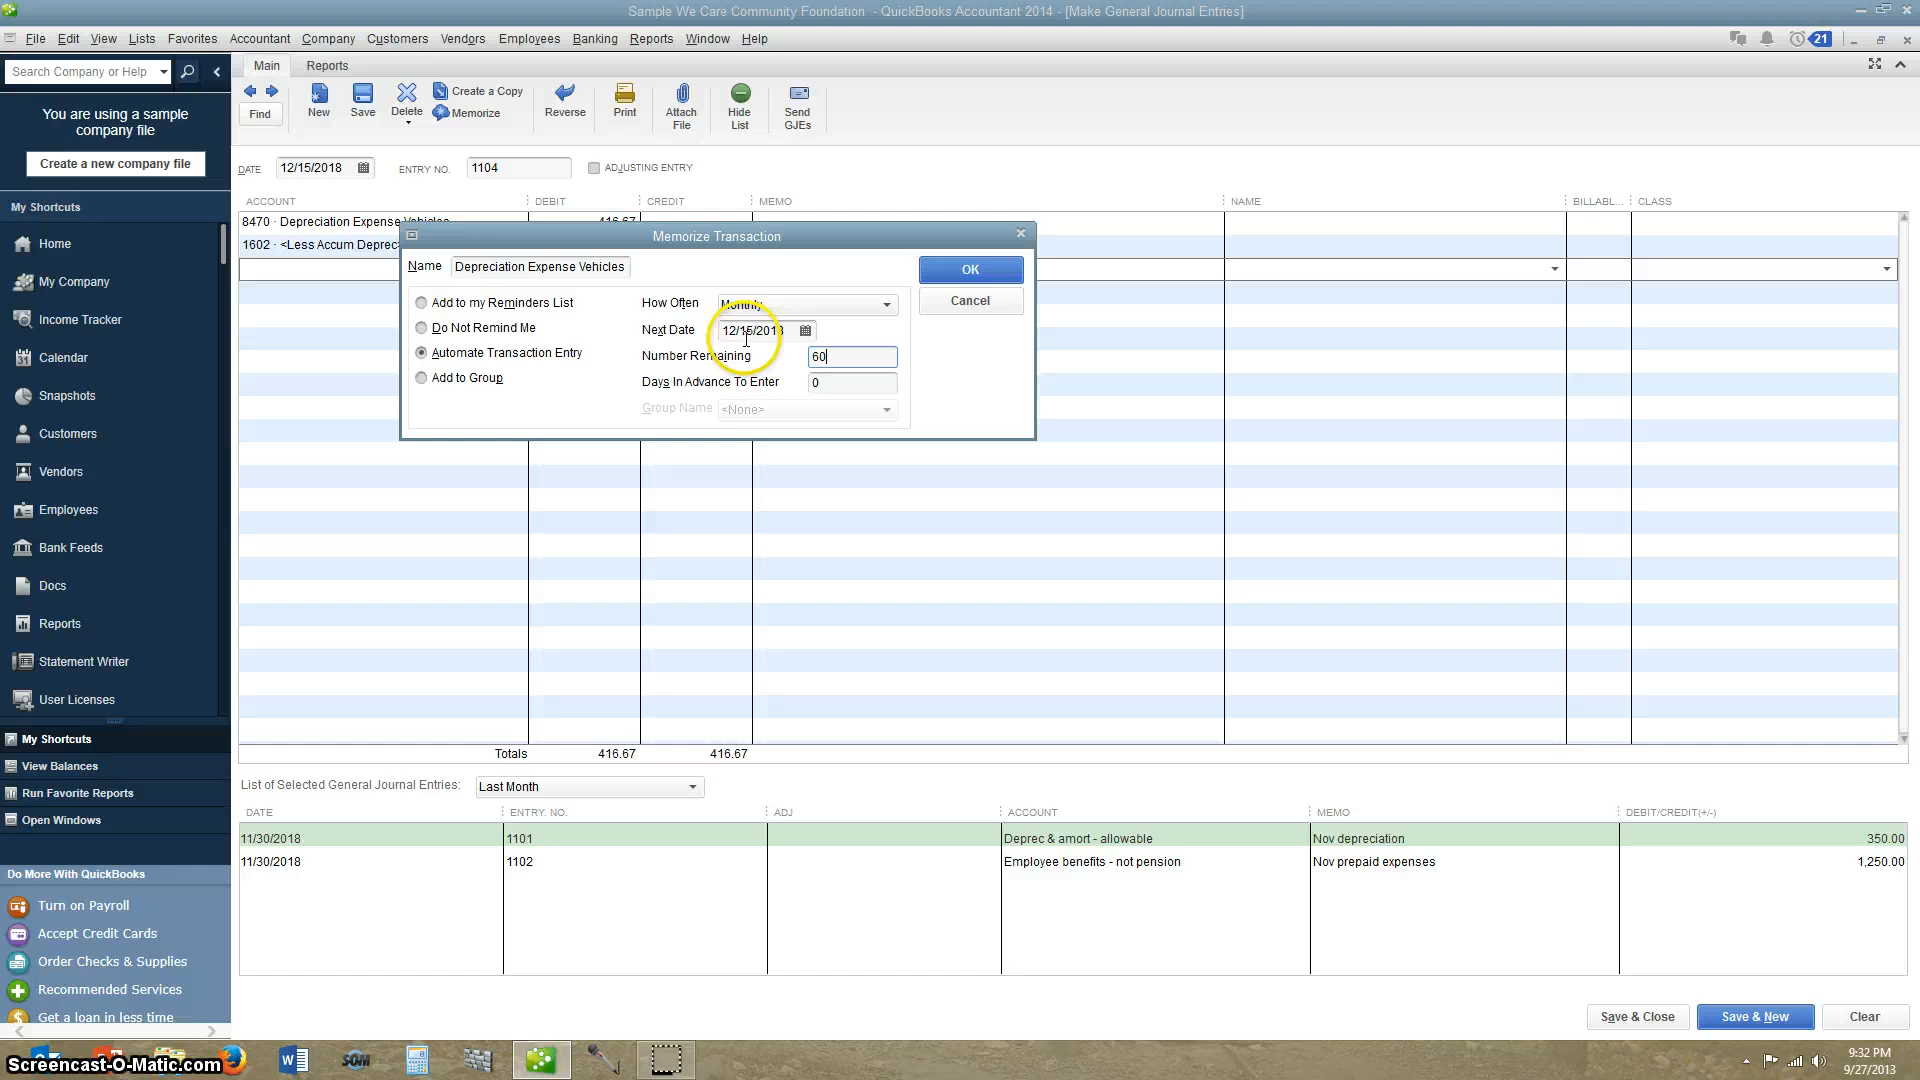 Sample We Care Community Foundation - QuickBooks Accountant 2014 - [Make General Journal Entries]
File Edit View Lists Favorites Accountant Company Customers Vendors Employees Banking Reports Window Help
21
Search Company or Help
Main Reports
You are using a sample
company file
Create a new company file
Find
New
Save
Delete
Create a Copy
Memorize
Reverse
Print
Attach
File
Hide
List
Send
GJEs
DATE 12/15/2018 ENTRY NO. 1104 ADJUSTING ENTRY
ACCOUNT DEBIT CREDIT MEMO NAME BILLABL... CLASS
8470 · Depreciation Expense Vehicles 416.67
1602 · <Less Accum Deprec>
Memorize Transaction
Name Depreciation Expense Vehicles
OK
Cancel
Add to my Reminders List
Do Not Remind Me
Automate Transaction Entry
Add to Group
How Often Monthly
Next Date 12/15/2018
Number Remaining 60
Days In Advance To Enter 0
Group Name <None>
My Shortcuts
Home
My Company
Income Tracker
Calendar
Snapshots
Customers
Vendors
Employees
Bank Feeds
Docs
Reports
Statement Writer
User Licenses
My Shortcuts
View Balances
Run Favorite Reports
Open Windows
Do More With QuickBooks
Turn on Payroll
Accept Credit Cards
Order Checks & Supplies
Recommended Services
Get a loan in less time
Totals 416.67 416.67
List of Selected General Journal Entries: Last Month
DATE ENTRY. NO. ADJ ACCOUNT MEMO DEBIT/CREDIT(+/-)
11/30/2018 1101 Deprec & amort - allowable Nov depreciation 350.00
11/30/2018 1102 Employee benefits - not pension Nov prepaid expenses 1,250.00
Save & Close Save & New Clear
Screencast-O-Matic.com
SOM
9:32 PM
9/27/2013